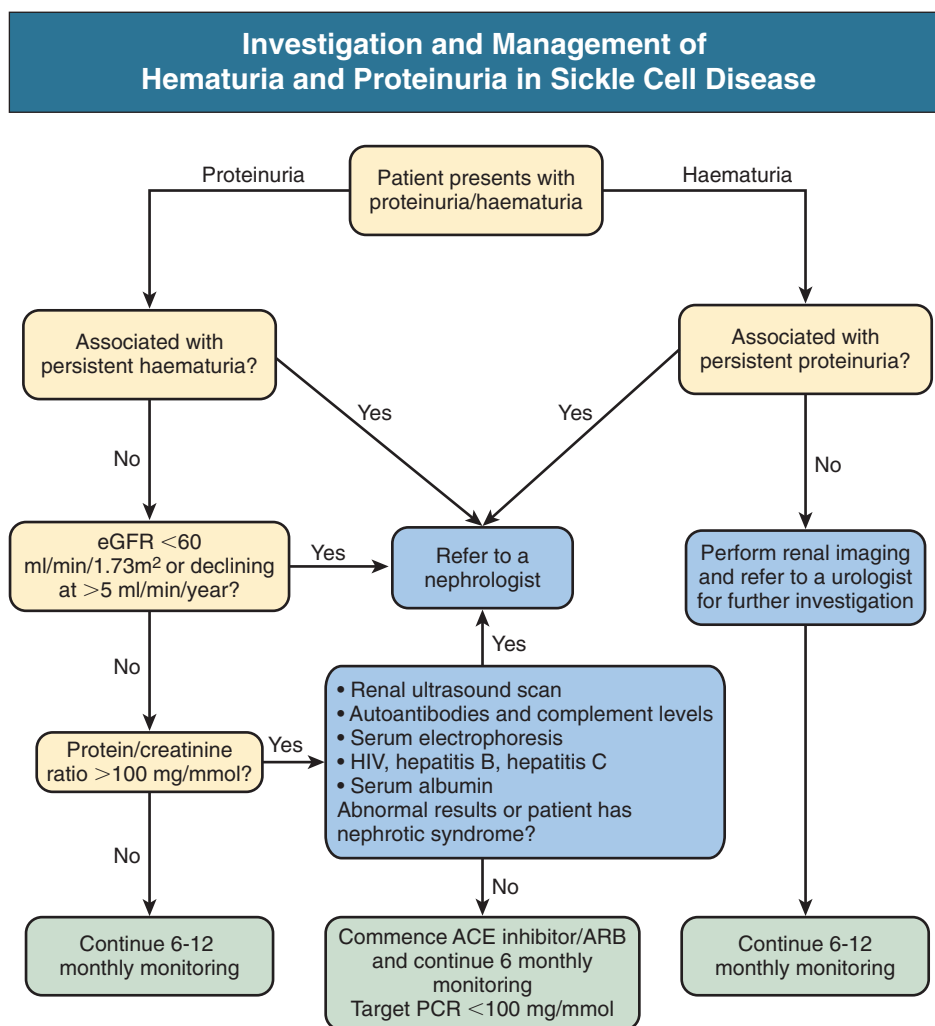 Investigation and Management of
Hematuria and Proteinuria in Sickle Cell Disease
Proteinuria
Patient presents with
proteinuria/haematuria
Haematuria
Associated with
persistent haematuria?
Associated with
persistent proteinuria?
Yes
Yes
No
No
eGFR <60
ml/min/1.73m² or declining
at >5 ml/min/year?
Yes
Refer to a
nephrologist
Perform renal imaging
and refer to a urologist
for further investigation
Yes
No
• Renal ultrasound scan
• Autoantibodies and complement levels
• Serum electrophoresis
• HIV, hepatitis B, hepatitis C
• Serum albumin
Abnormal results or patient has
nephrotic syndrome?
Protein/creatinine
ratio >100 mg/mmol?
Yes
No
No
Continue 6-12
monthly monitoring
Commence ACE inhibitor/ARB
and continue 6 monthly
monitoring
Target PCR <100 mg/mmol
Continue 6-12
monthly monitoring